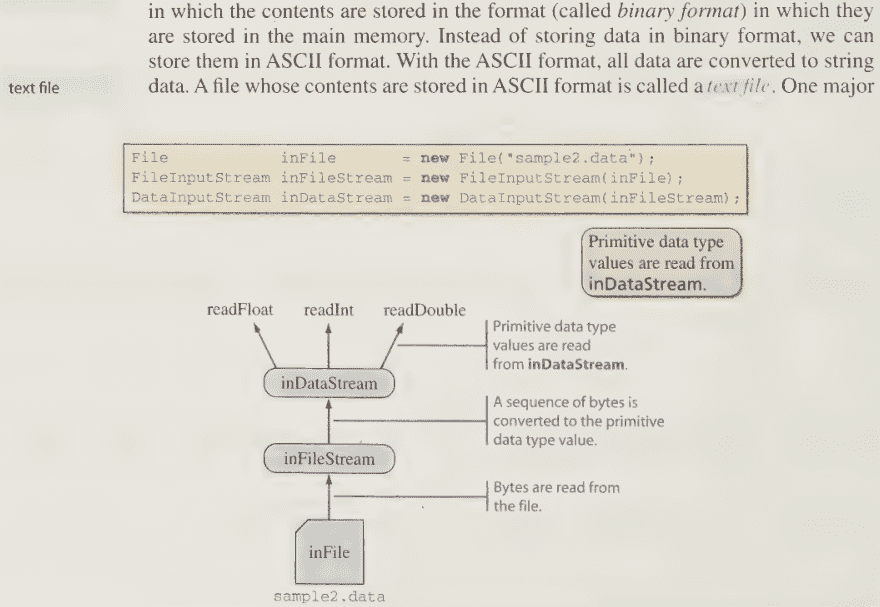 in which the contents are stored in the format (called binary format) in which they
are stored in the main memory. Instead of storing data in binary format, we can
store them in ASCII format. With the ASCII format, all data are converted to string
text file
data. A file whose contents are stored in ASCII format is called a text file. One major
File inFile = new File("sample2.data");
FileInputStream inFileStream = new FileInputStream(inFile);
DataInputStream inDataStream = new DataInputStream(inFileStream);
Primitive data type
values are read from
inDataStream.
readFloat readInt readDouble
Primitive data type
values are read
from inDataStream.
inDataStream
A sequence of bytes is
converted to the primitive
data type value.
inFileStream
Bytes are read from
the file.
inFile
sample2.data